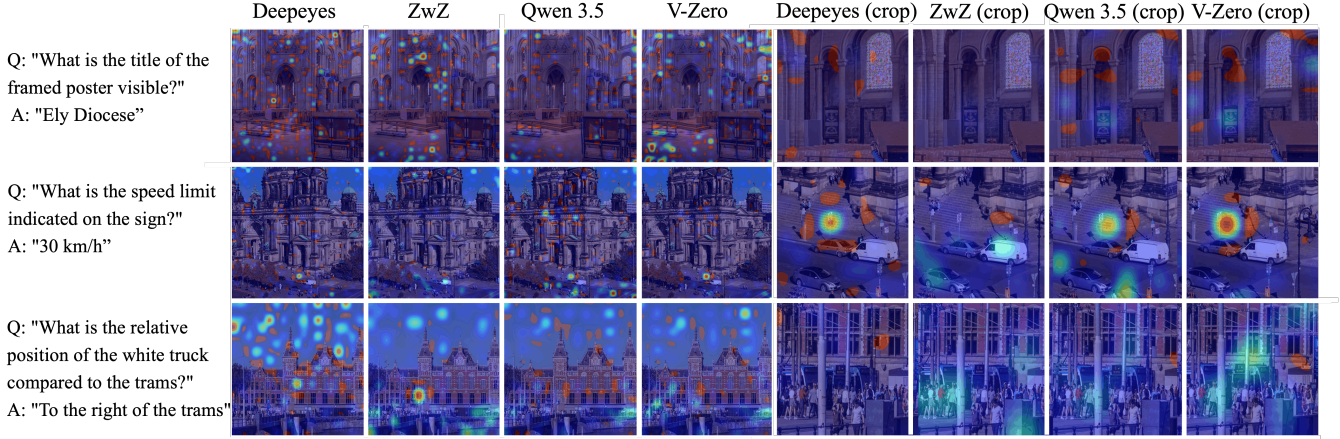 Deepeyes ZwZ Qwen 3.5 V-Zero Deepeyes (crop) ZwZ (crop) Qwen 3.5 (crop) V-Zero (crop)
Q: "What is the title of the
framed poster visible?"
A: "Ely Diocese”
Q: "What is the speed limit
indicated on the sign?"
A: "30 km/h”
Q: "What is the relative
position of the white truck
compared to the trams?"
A: "To the right of the trams"